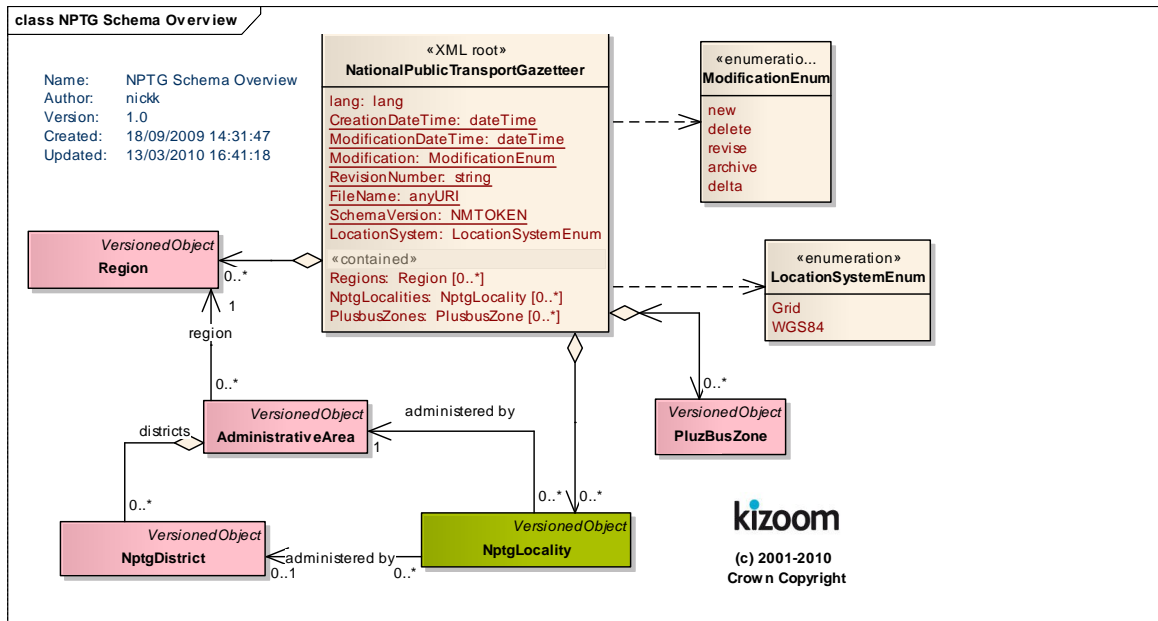 class NPTG Schema Overview
Name: NPTG Schema Overview
Author: nickk
Version: 1.0
Created: 18/09/2009 14:31:47
Updated: 13/03/2010 16:41:18
«XML root»
NationalPublicTransportGazetteer
lang: lang
CreationDateTime: dateTime
ModificationDateTime: dateTime
Modification: ModificationEnum
RevisionNumber: string
FileName: anyURI
SchemaVersion: NMTOKEN
LocationSystem: LocationSystemEnum
«contained»
Regions: Region [0..*]
NptgLocalities: NptgLocality [0..*]
PlusbusZones: PlusbusZone [0..*]
«enumeratio...
ModificationEnum
new
delete
revise
archive
delta
«enumeration»
LocationSystemEnum
Grid
WGS84
VersionedObject
Region
0..*
1
region
0..*
VersionedObject
AdministrativeArea
districts
administered by
1
0..*
VersionedObject
PluzBusZone
0..*
0..*
0..*
VersionedObject
NptgDistrict
administered by
0..1
0..*
VersionedObject
NptgLocality
kizoom
(c) 2001-2010
Crown Copyright